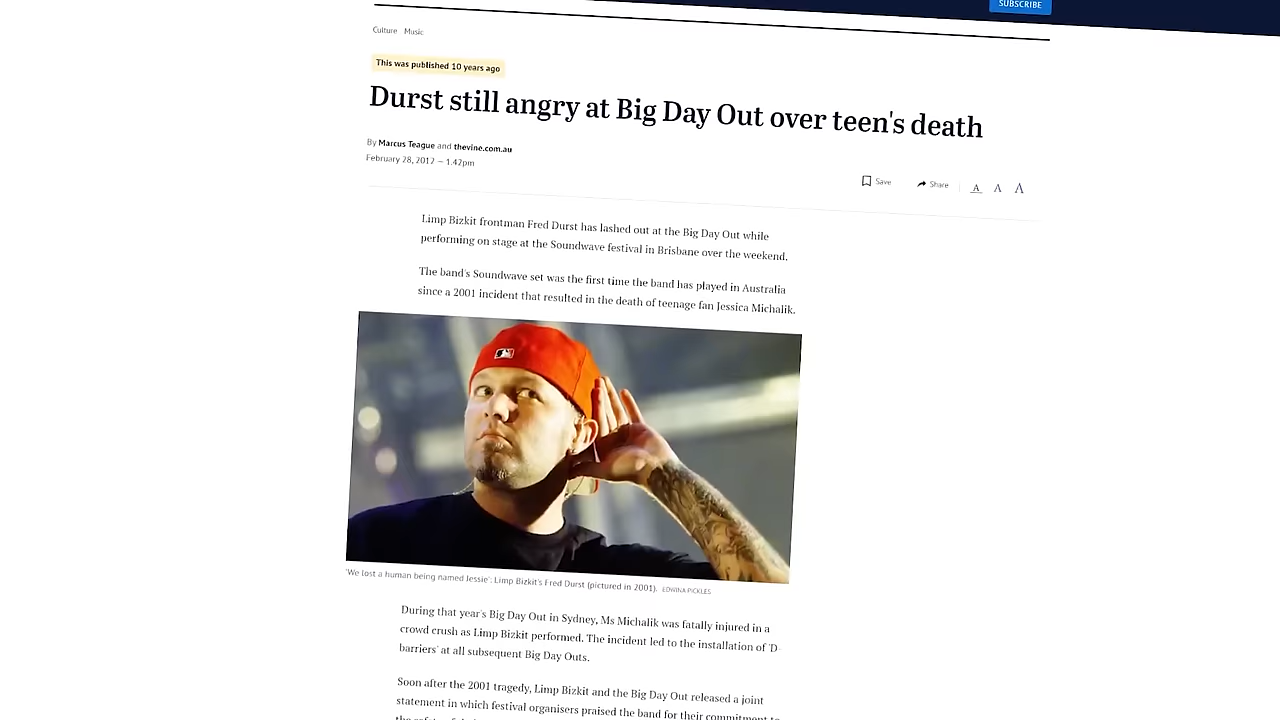 SUBSCRIBE
Culture Music
This was published 10 years ago
Durst still angry at Big Day Out over teen's death
By Marcus Teague and thevine.com.au
February 28, 2012 — 1.42pm
Save Share A A A
Limp Bizkit frontman Fred Durst has lashed out at the Big Day Out while
performing on stage at the Soundwave festival in Brisbane over the weekend.
The band's Soundwave set was the first time the band has played in Australia
since a 2001 incident that resulted in the death of teenage fan Jessica Michalik.
'We lost a human being named Jessie': Limp Bizkit's Fred Durst (pictured in 2001). EDWINA PICKLES
During that year's Big Day Out in Sydney, Ms Michalik was fatally injured in a
crowd crush as Limp Bizkit performed. The incident led to the installation of 'D-
barriers' at all subsequent Big Day Outs.
Soon after the 2001 tragedy, Limp Bizkit and the Big Day Out released a joint
statement in which festival organisers praised the band for their commitment to